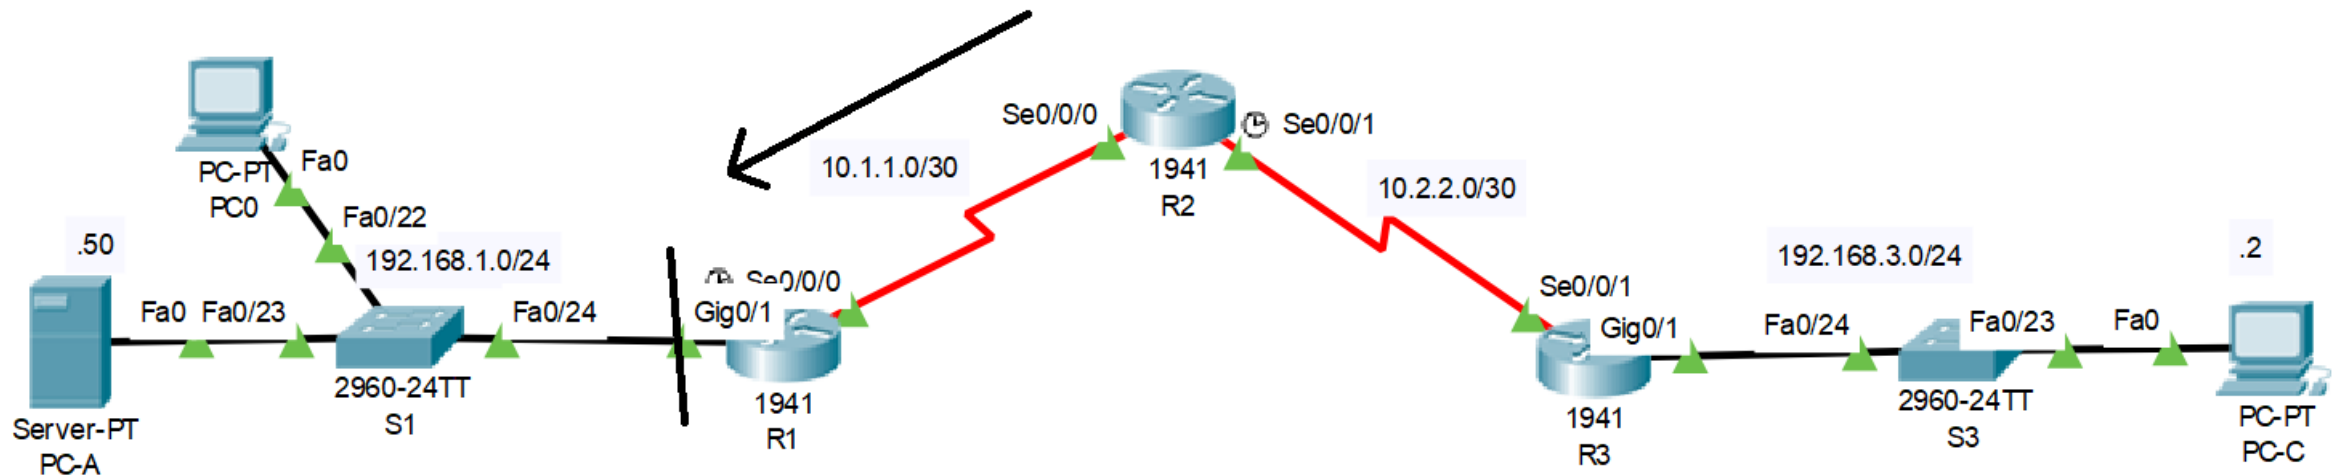 PC-PT
PC0
Fa0
Fa0/22
.50
192.168.1.0/24
Fa0
Fa0/23
Fa0/24
Server-PT
PC-A
2960-24TT
S1
Se0/0/0
Gig0/1
1941
R1
10.1.1.0/30
Se0/0/0
1941
R2
Se0/0/1
10.2.2.0/30
Se0/0/1
Gig0/1
1941
R3
192.168.3.0/24
Fa0/24
Fa0/23
2960-24TT
S3
.2
Fa0
PC-PT
PC-C